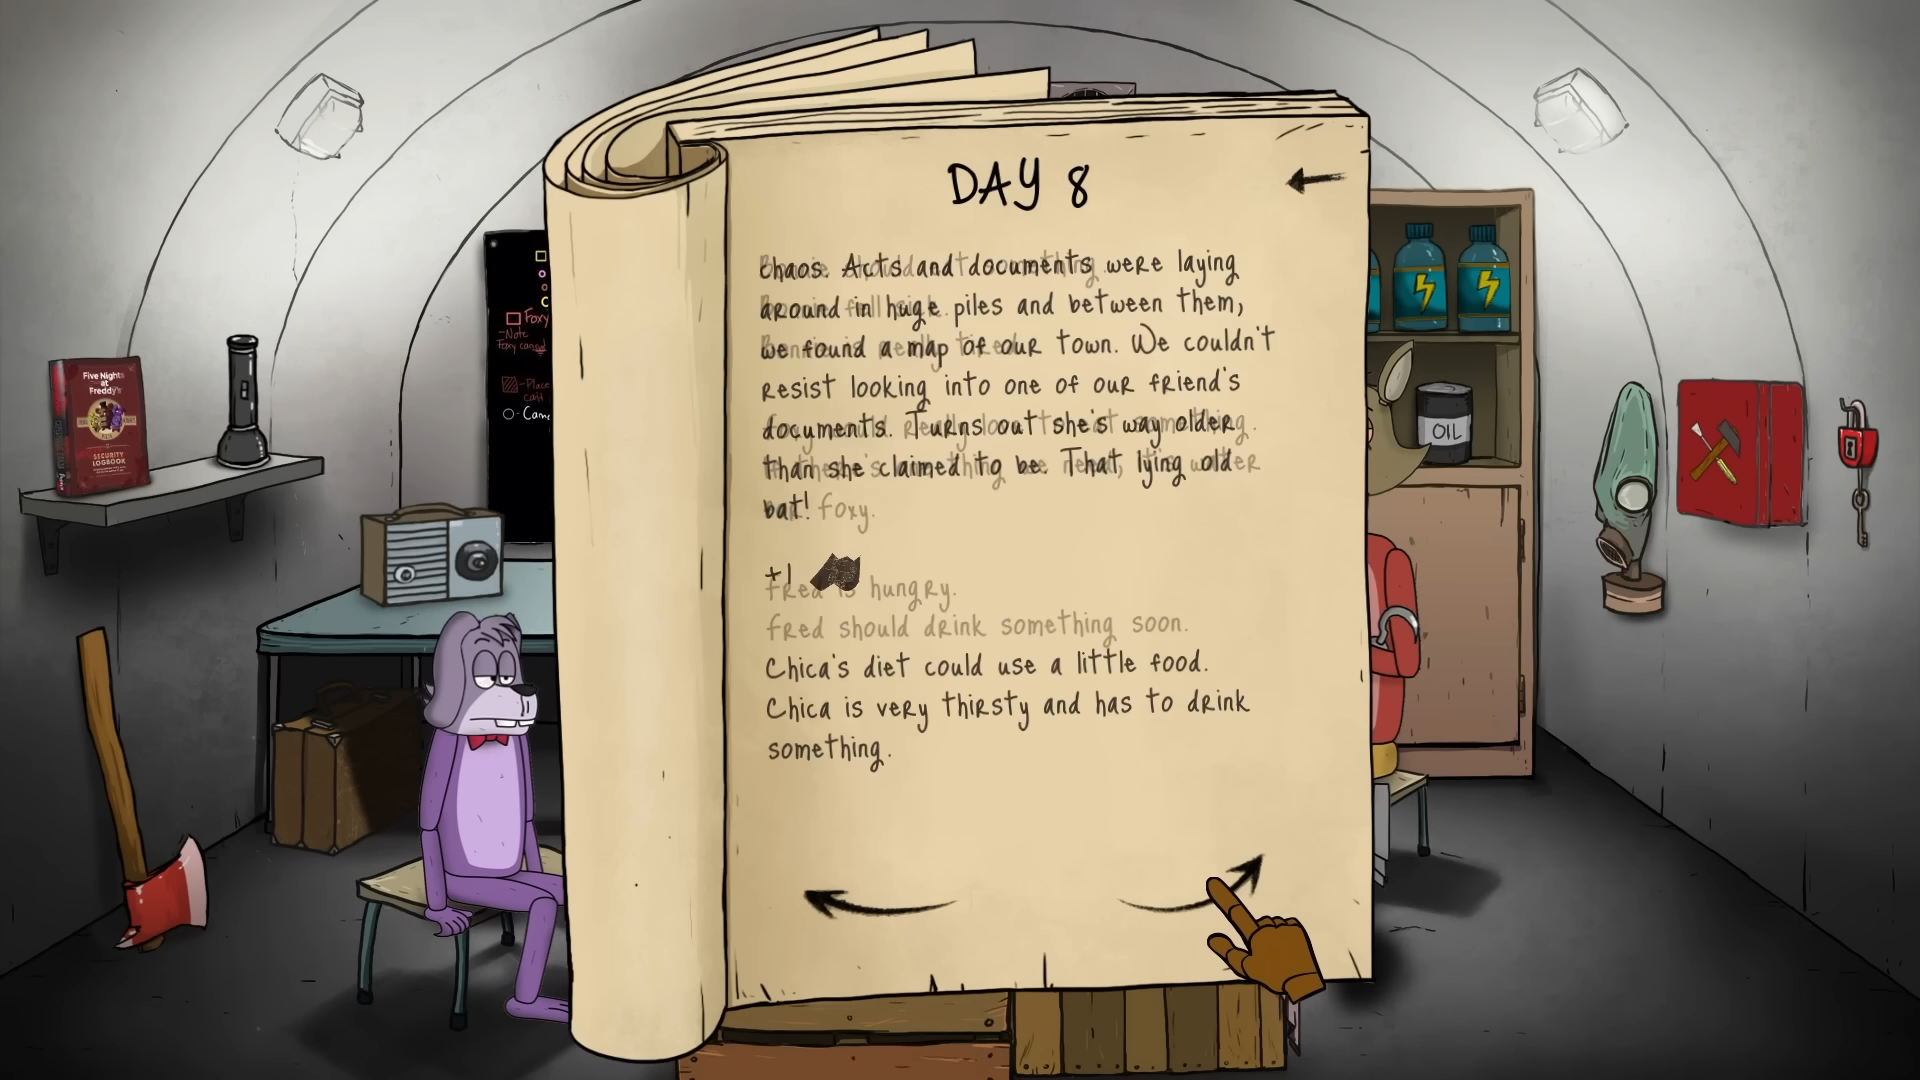 DAY 8
Five Nights
at
Freddy's
SECURITY
LOGBOOK
Foxy
-Note
-Place
chaos. Acts and documents were laying
around in huge piles and between them,
we found a map of our town. We couldn't
resist looking into one of our friend's
documents. Turns out she's way older
than she claimed to be. That lying old
bat! foxy.
+1
Fred is hungry.
Fred should drink something soon.
Chica's diet could use a little food.
Chica is very thirsty and has to drink
something.
OIL